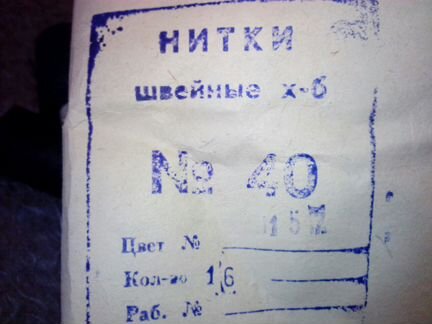 НИТКИ
швейные х-б
№ 40
Цвет №
Кол-во 16
Раб. №